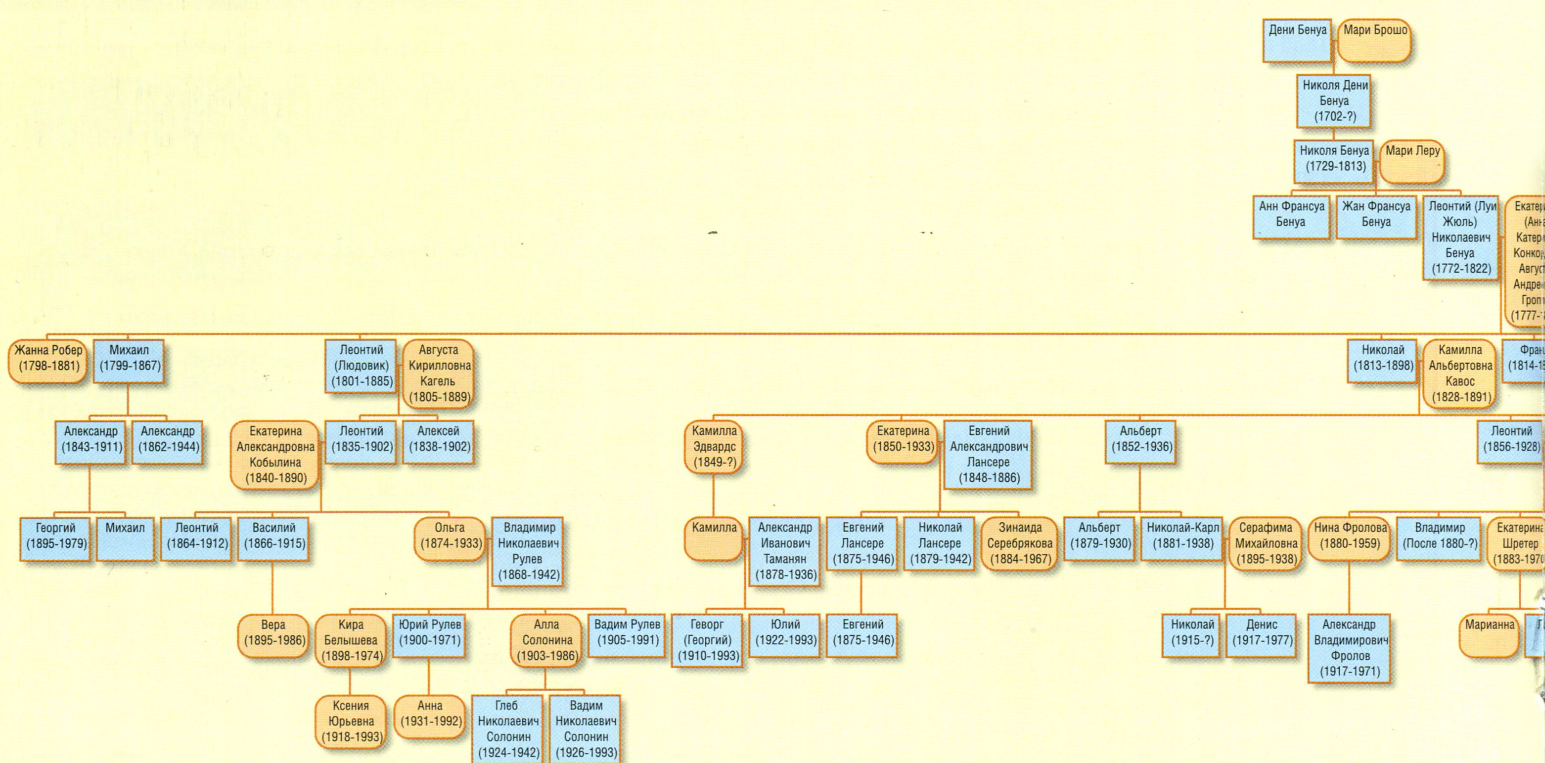 Дени Бенуа
Мари Брошо
Николя Дени
Бенуа
(1702-?)
Николя Бенуа
(1729-1813)
Мари Леру
Анн Франсуа
Бенуа
Жан Франсуа
Бенуа
Леонтий (Луи
Жюль)
Николаевич
Бенуа
(1772-1822)
(1777-
Жанна Робер
(1798-1881)
Михаил
(1799-1867)
Леонтий
(Людовик)
(1801-1885)
Августа
Кирилловна
Кагель
(1805-1889)
Николай
(1813-1898)
Камилла
Альбертовна
Кавос
(1828-1891)
Александр
(1843-1911)
Александр
(1862-1944)
Екатерина
Александровна
Кобылина
(1840-1890)
Леонтий
(1835-1902)
Алексей
(1838-1902)
Камилла
Эдвардс
(1849-?)
Екатерина
(1850-1933)
Евгений
Александрович
Лансере
(1848-1886)
Альберт
(1852-1936)
Леонтий
(1856-1928)
Георгий
(1895-1979)
Михаил
Леонтий
(1864-1912)
Василий
(1866-1915)
Ольга
(1874-1933)
Владимир
Николаевич
Рулев
(1868-1942)
Камилла
Александр
Иванович
Таманян
(1878-1936)
Евгений
Лансере
(1875-1946)
Николай
Лансере
(1879-1942)
Зинаида
Серебрякова
(1884-1967)
Альберт
(1879-1930)
Николай-Карл
(1881-1938)
Серафима
Михайловна
(1895-1938)
Нина Фролова
(1880-1959)
Владимир
(После 1880-?)
Екатерина
Шретер
(1883-1970
Вера
(1895-1986)
Кира
Белышева
(1898-1974)
Юрий Рулев
(1900-1971)
Алла
Солонина
(1903-1986)
Вадим Рулев
(1905-1991)
Геворг
(Георгий)
(1910-1993)
Юлий
(1922-1993)
Евгений
(1875-1946)
Николай
(1915-?)
Денис
(1917-1977)
Александр
Владимирович
Фролов
(1917-1971)
Марианна
Ксения
Юрьевна
(1918-1993)
Анна
(1931-1992)
Глеб
Николаевич
Солонин
(1924-1942)
Вадим
Николаевич
Солонин
(1926-1993)